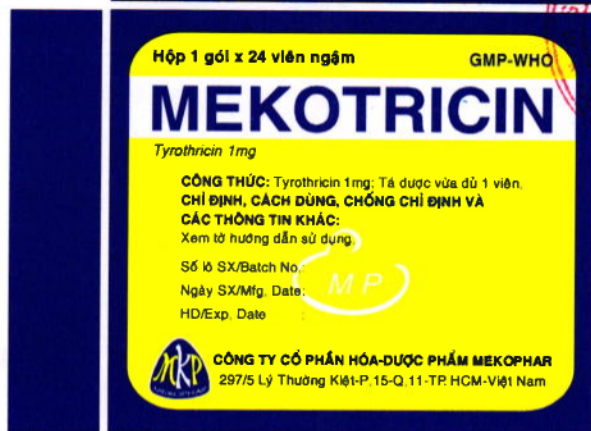 Hộp 1 gói x 24 viên ngậm
GMP-WHO
MEKOTRICIN
Tyrothricin 1mg
CÔNG THỨC: Tyrothricin 1mg; Tá dược vừa đủ 1 viên.
CHỈ ĐỊNH, CÁCH DÙNG, CHỐNG CHỈ ĐỊNH VÀ
CÁC THÔNG TIN KHÁC:
Xem tờ hướng dẫn sử dụng.
Số lô SX/Batch No.:
Ngày SX/Mfg. Date:
HD/Exp. Date :
MP
MKP
CÔNG TY CỔ PHẦN HÓA-DƯỢC PHẨM MEKOPHAR
297/5 Lý Thường Kiệt-P.15-Q.11-TP. HCM-Việt Nam